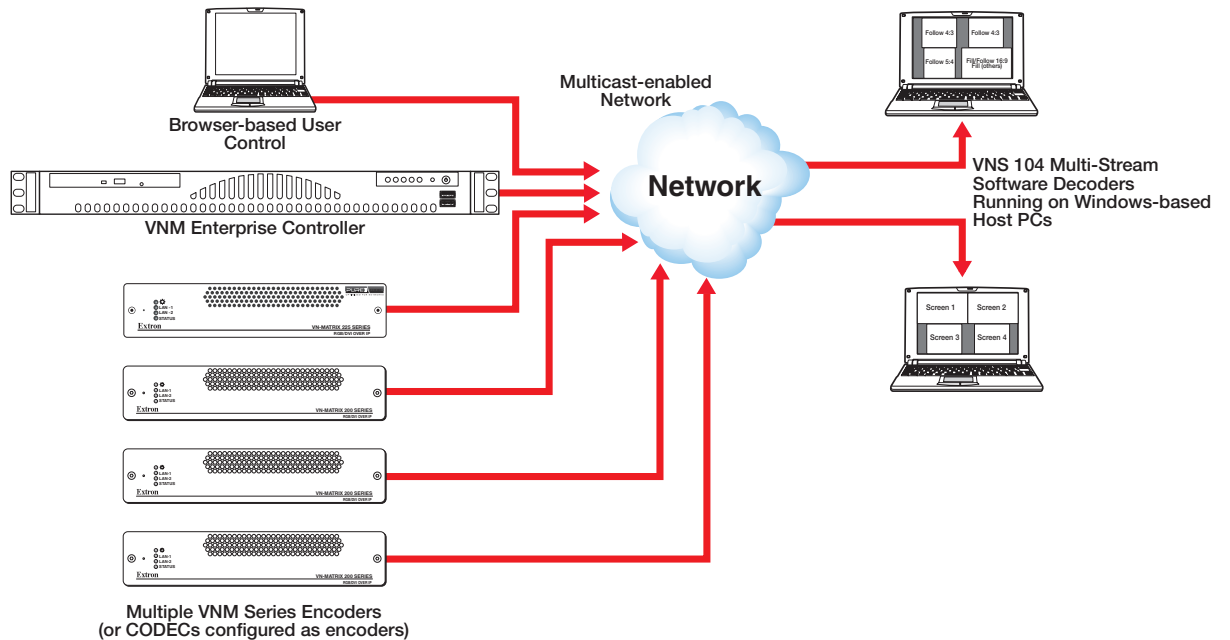 Browser-based User
Control
VNM Enterprise Controller
LAN -1
LAN -2
STATUS
Extron
VN-MATRIX 225 SERIES
RGB/DVI OVER IP
LAN-1
LAN-2
STATUS
Extron
VN-MATRIX 200 SERIES
RGB/DVI OVER IP
LAN-1
LAN-2
STATUS
Extron
VN-MATRIX 200 SERIES
RGB/DVI OVER IP
LAN-1
LAN-2
STATUS
Extron
VN-MATRIX 200 SERIES
RGB/DVI OVER IP
Multiple VNM Series Encoders
(or CODECs configured as encoders)
Multicast-enabled
Network
Network
Follow 4:3
Follow 4:3
Follow 5:4
Fill/Follow 16:9
Fill (others)
VNS 104 Multi-Stream
Software Decoders
Running on Windows-based
Host PCs
Screen 1
Screen 2
Screen 3
Screen 4